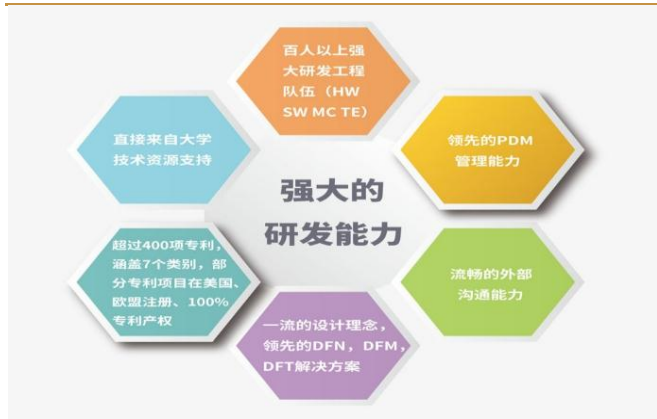 百人以上强
大研发工程
队伍（HW
SW MC TE）
直接来自大学
技术资源支持
领先的PDM
管理能力
强大的
研发能力
超过400项专利，
涵盖7个类别，部
分专利项目在美国、
欧盟注册、100%
专利产权
流畅的外部
沟通能力
一流的设计理念，
领先的DFN，DFM，
DFT解决方案